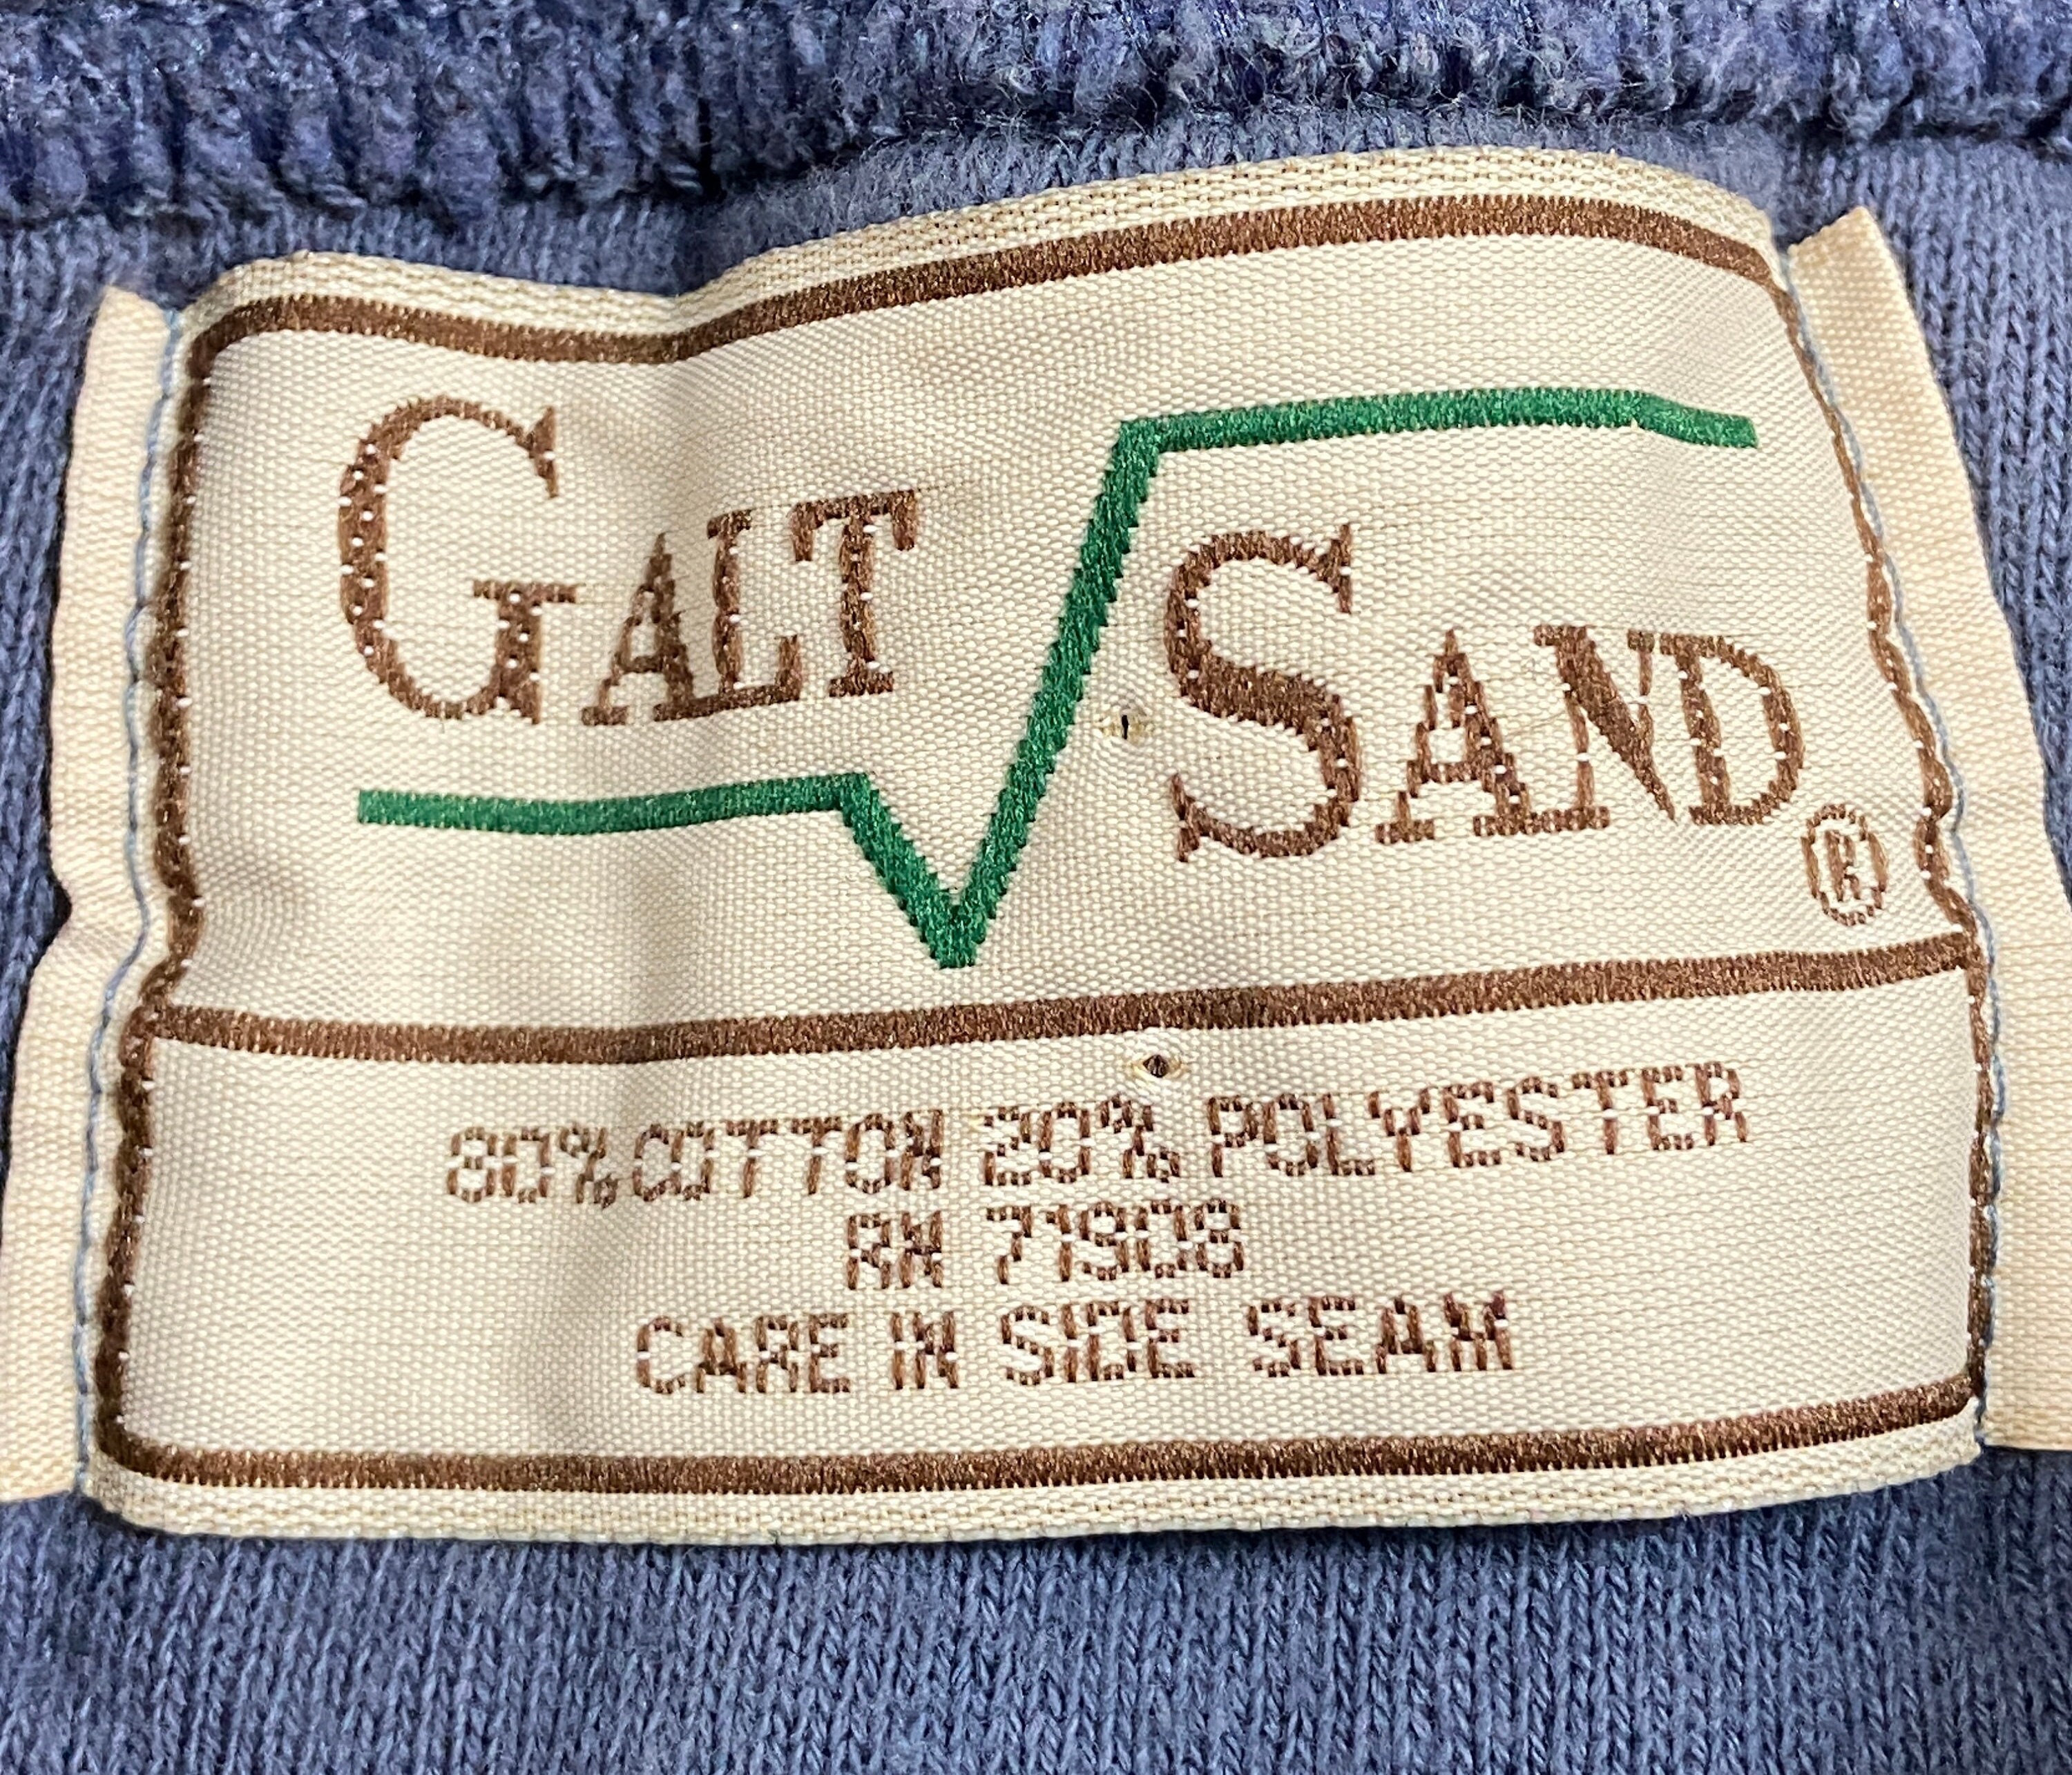 GALT SAND ®
80% COTTON 20% POLYESTER
RN 71908
CARE IN SIDE SEAM